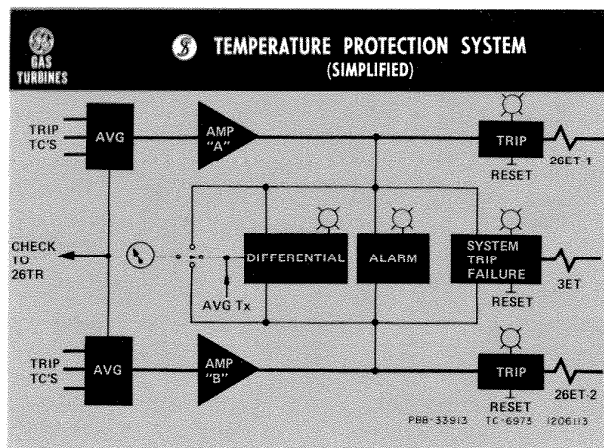 GAS
TURBINES
TEMPERATURE PROTECTION SYSTEM
(SIMPLIFIED)
TRIP
TC'S
AVG
AMP
"A"
TRIP
26ET-1
RESET
CHECK
TO
26TR
DIFFERENTIAL
ALARM
SYSTEM
TRIP
FAILURE
3ET
AVG Tx
RESET
TRIP
TC'S
AVG
AMP
"B"
TRIP
26ET-2
RESET
PBB-33913 TC-6973 1206113